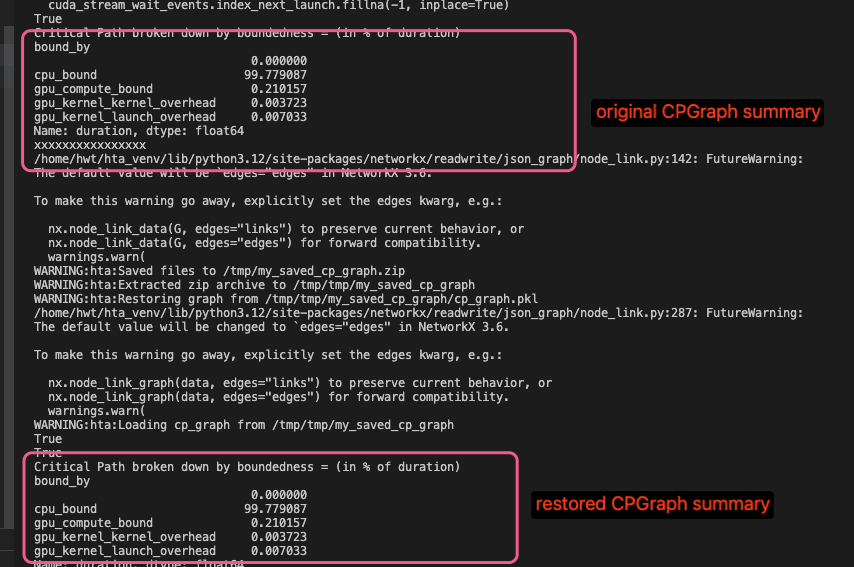 cuda_stream_wait_events.index_next_launch.fillna(-1, inplace=True)
True
Critical Path broken down by boundedness = (in % of duration)
bound_by
0.000000
cpu_bound 99.779087
gpu_compute_bound 0.210157
gpu_kernel_kernel_overhead 0.003723
gpu_kernel_launch_overhead 0.007033
Name: duration, dtype: float64
original CPGraph summary
xxxxxxxxxxxxxxxx
/home/hwt/hta_venv/lib/python3.12/site-packages/networkx/readwrite/json_graph/node_link.py:142: FutureWarning:
The default value will be `edges="edges" in NetworkX 3.6.
To make this warning go away, explicitly set the edges kwarg, e.g.:
nx.node_link_data(G, edges="links") to preserve current behavior, or
nx.node_link_data(G, edges="edges") for forward compatibility.
warnings.warn(
WARNING:hta:Saved files to /tmp/my_saved_cp_graph.zip
WARNING:hta:Extracted zip archive to /tmp/tmp/my_saved_cp_graph
WARNING:hta:Restoring graph from /tmp/tmp/my_saved_cp_graph/cp_graph.pkl
/home/hwt/hta_venv/lib/python3.12/site-packages/networkx/readwrite/json_graph/node_link.py:287: FutureWarning:
The default value will be changed to `edges="edges" in NetworkX 3.6.
To make this warning go away, explicitly set the edges kwarg, e.g.:
nx.node_link_graph(data, edges="links") to preserve current behavior, or
nx.node_link_graph(data, edges="edges") for forward compatibility.
warnings.warn(
WARNING:hta:Loading cp_graph from /tmp/tmp/my_saved_cp_graph
True
True
Critical Path broken down by boundedness = (in % of duration)
bound_by
0.000000
cpu_bound 99.779087
gpu_compute_bound 0.210157
gpu_kernel_kernel_overhead 0.003723
gpu_kernel_launch_overhead 0.007033
Name: duration, dtype: float64
restored CPGraph summary